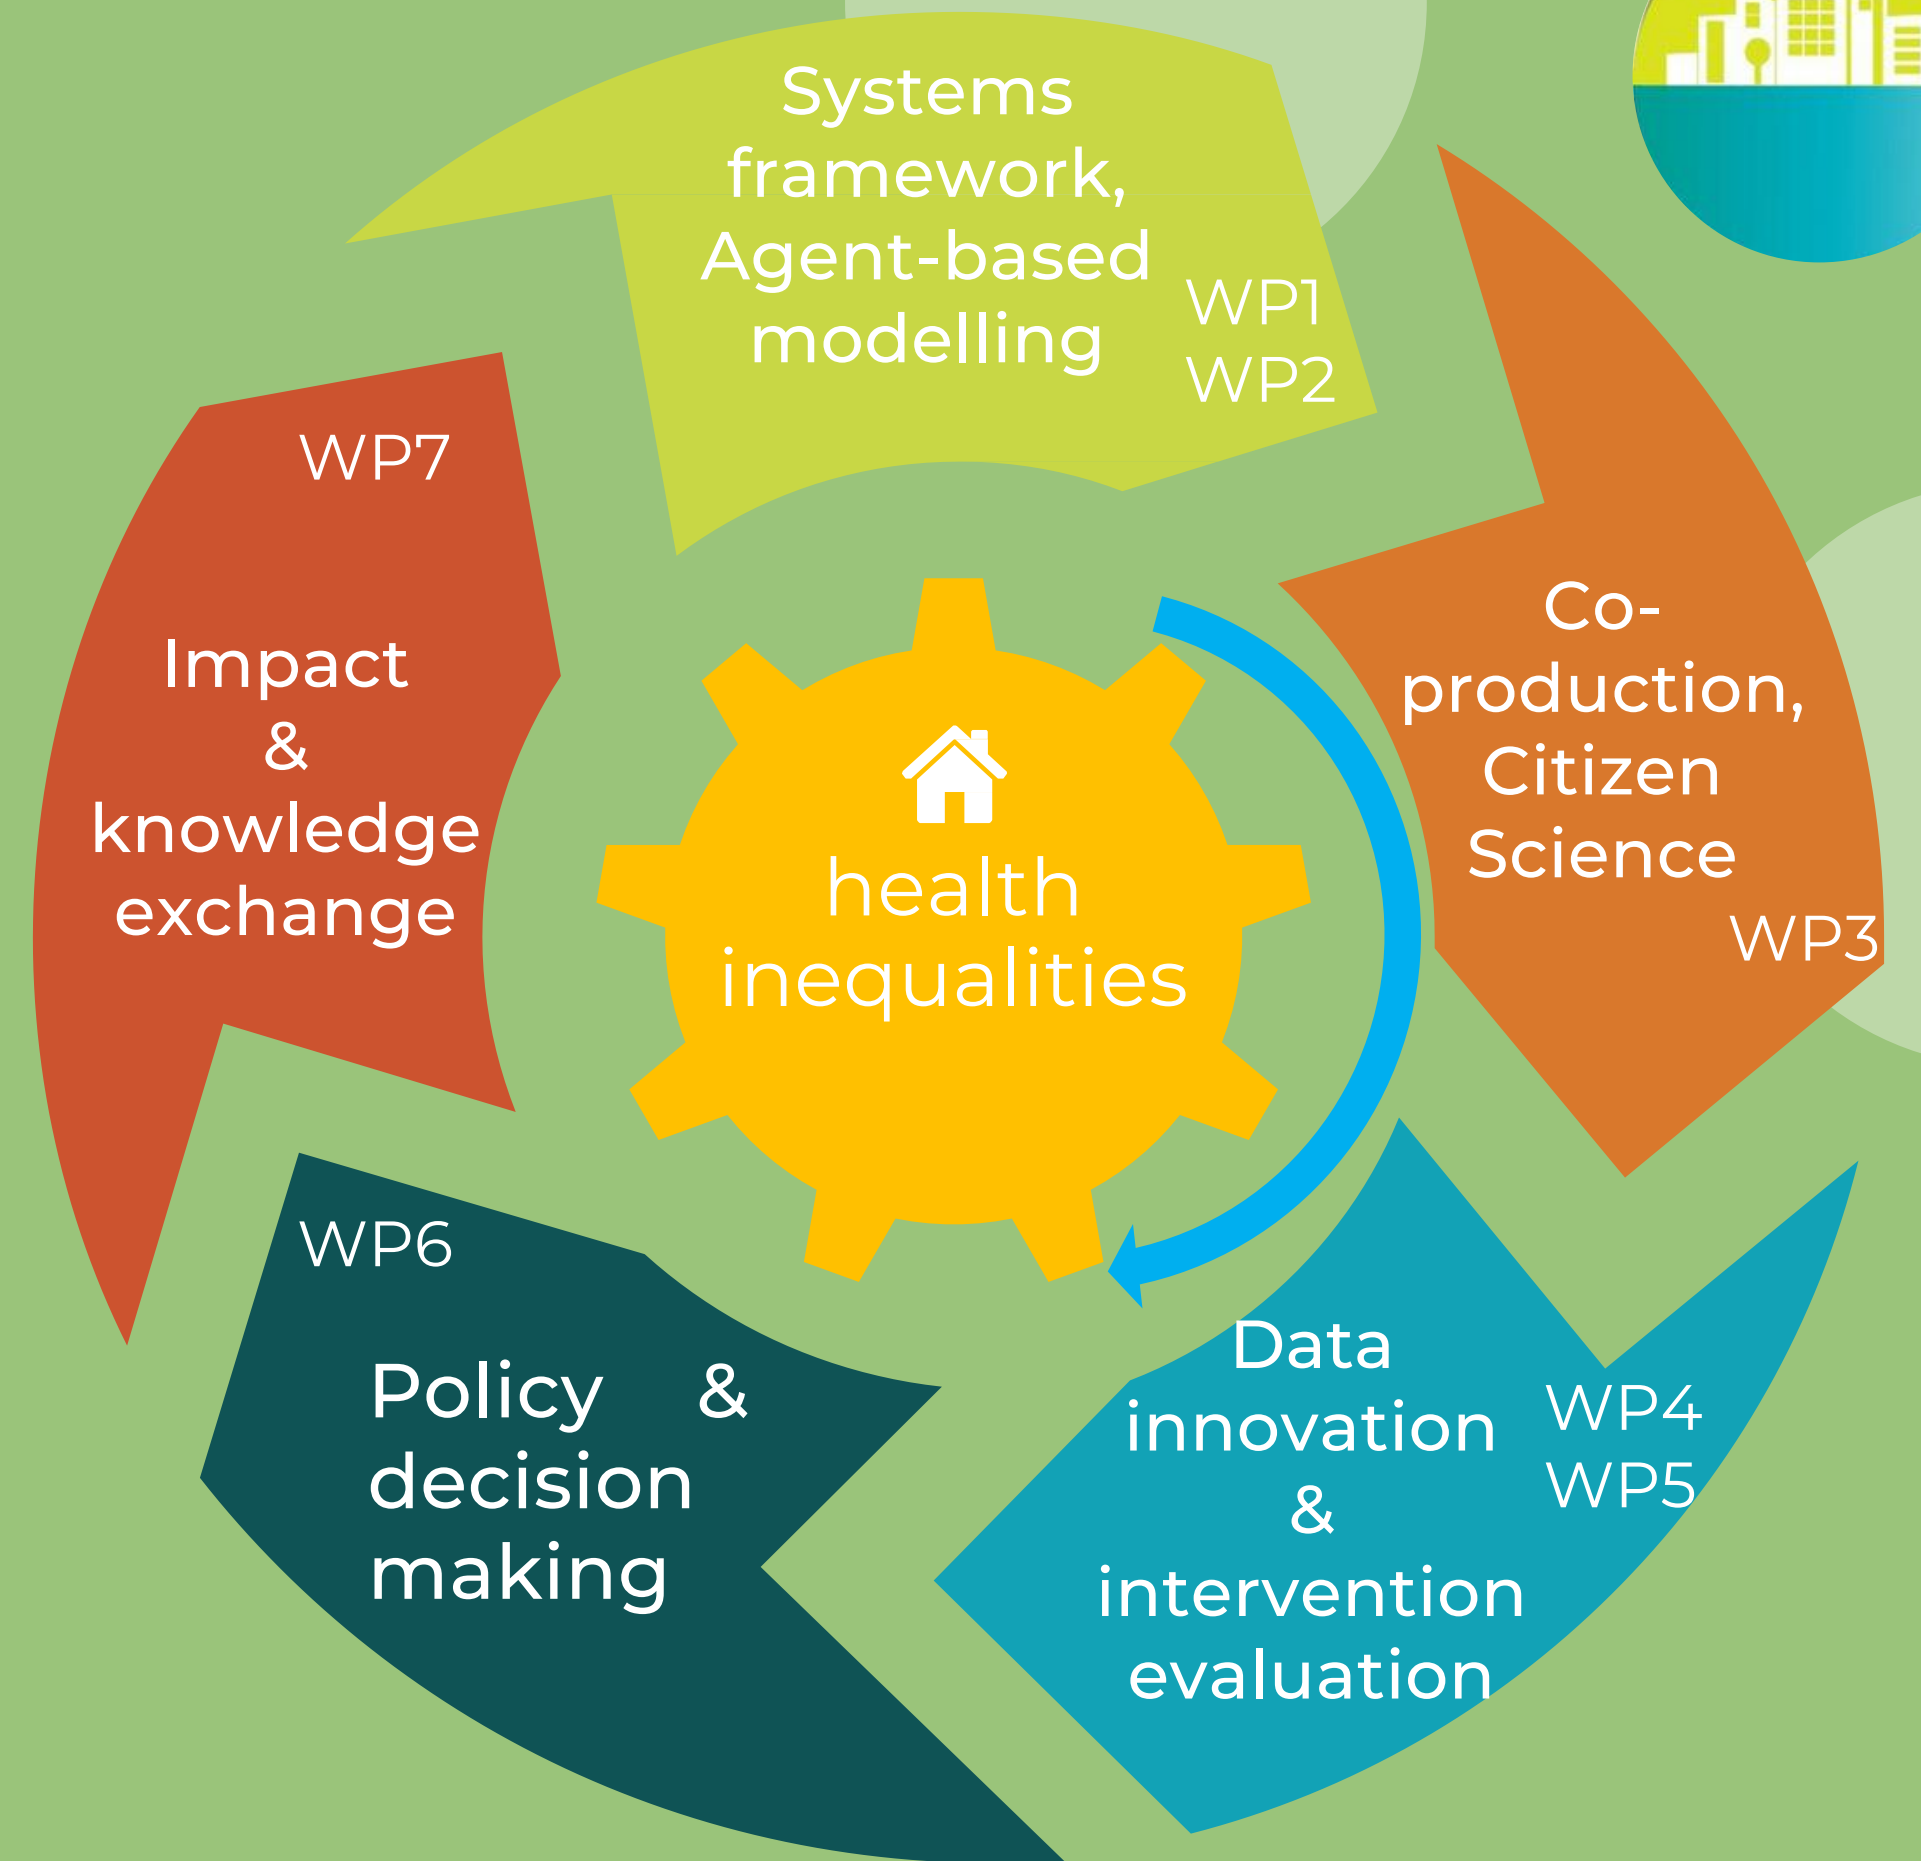 Systems
framework,
Agent-based
modelling
WP1
WP2
Co-
production,
Citizen
Science
WP3
Data
innovation
&
intervention
evaluation
WP4
WP5
WP6
Policy &
decision
making
WP7
Impact
&
knowledge
exchange
health
inequalities